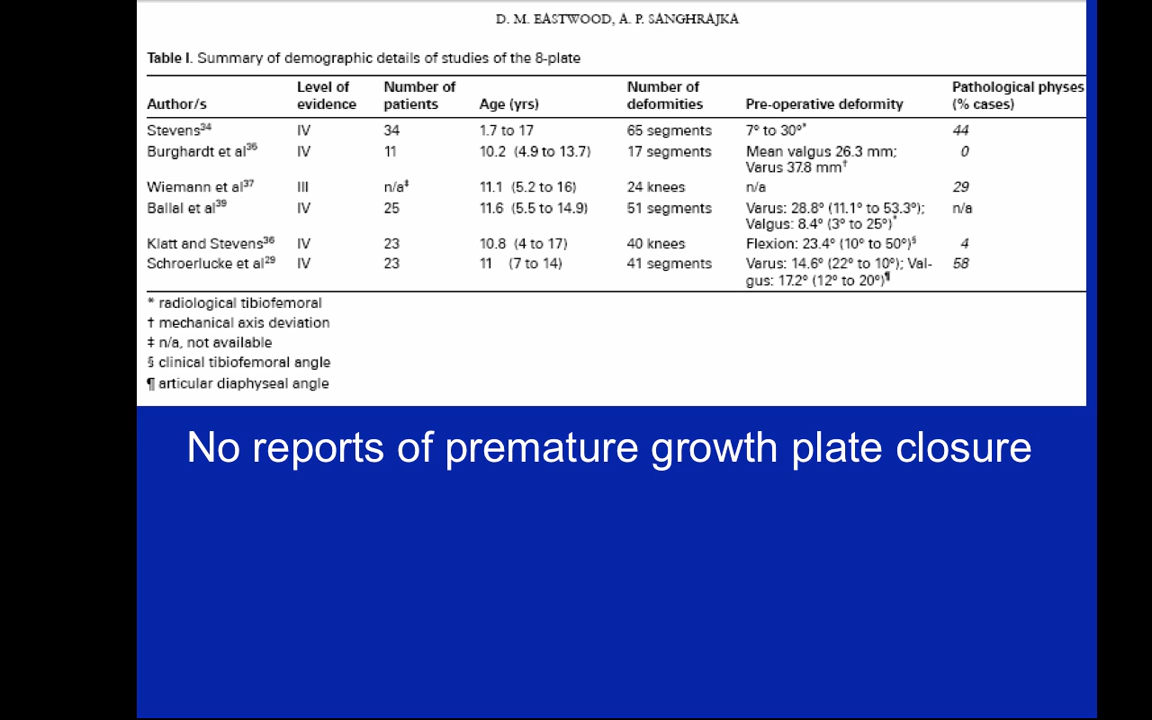 D. M. EASTWOOD, A. P. SANGHRAJKA
Table I. Summary of demographic details of studies of the 8-plate
Author/s Level of evidence Number of patients Age (yrs) Number of deformities Pre-operative deformity Pathological physes (% cases)
Stevens34 IV 34 1.7 to 17 65 segments 7° to 30°* 44
Burghardt et al36 IV 11 10.2 (4.9 to 13.7) 17 segments Mean valgus 26.3 mm; 0
Varus 37.8 mm†
Wiemann et al37 III n/a‡ 11.1 (5.2 to 16) 24 knees n/a 29
Ballal et al39 IV 25 11.6 (5.5 to 14.9) 51 segments Varus: 28.8° (11.1° to 53.3°); n/a
Valgus: 8.4° (3° to 25°)*
Klatt and Stevens36 IV 23 10.8 (4 to 17) 40 knees Flexion: 23.4° (10° to 50°)§ 4
Schroerlucke et al29 IV 23 11 (7 to 14) 41 segments Varus: 14.6° (22° to 10°); Val- 58
gus: 17.2° (12° to 20°)¶
* radiological tibiofemoral
† mechanical axis deviation
‡ n/a, not available
§ clinical tibiofemoral angle
¶ articular diaphyseal angle
No reports of premature growth plate closure